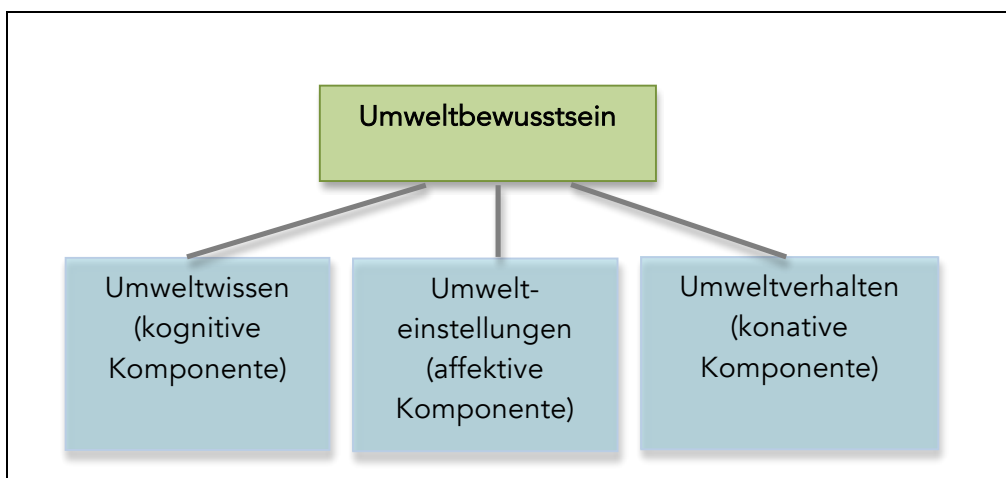 Umweltbewusstsein
Umweltwissen
(kognitive
Komponente)
Umwelt-
einstellungen
(affektive
Komponente)
Umweltverhalten
(konative
Komponente)